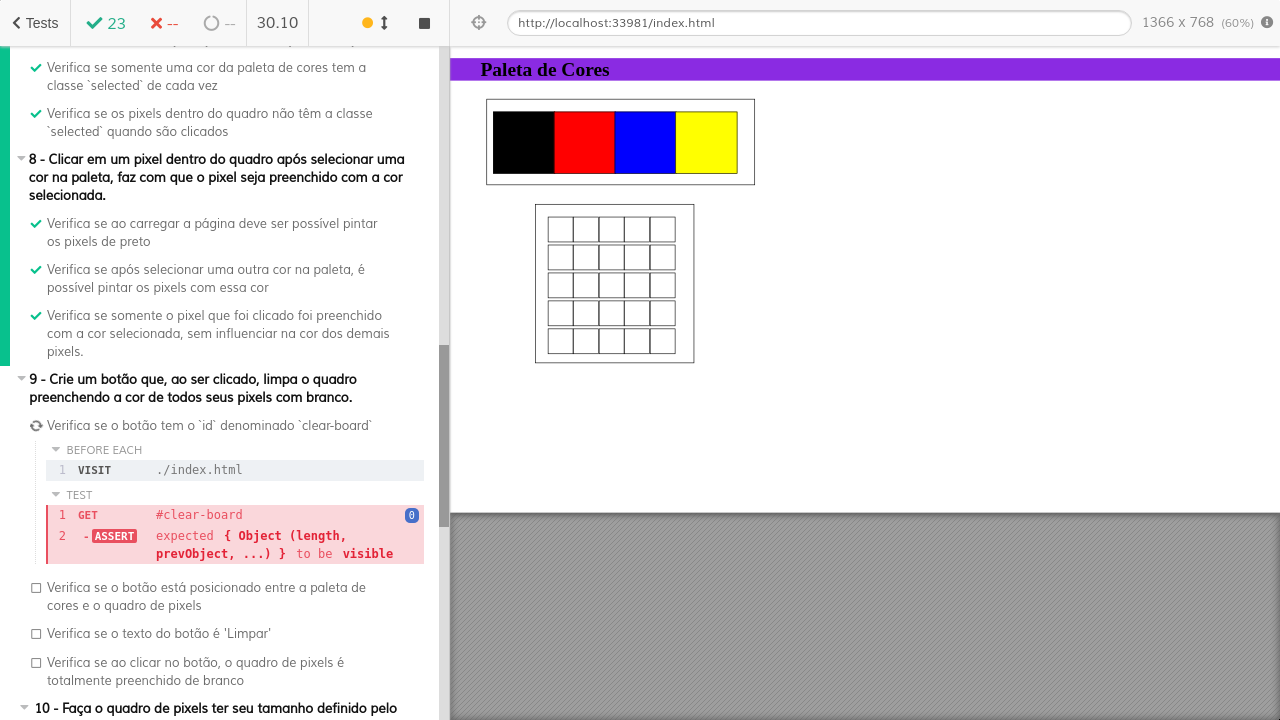 Tests
23
--
--
30.10
http://localhost:33981/index.html
1366 x 768 (60%)
Verifica se somente uma cor da paleta de cores tem a
classe `selected` de cada vez
Verifica se os pixels dentro do quadro não têm a classe
`selected` quando são clicados
8 - Clicar em um pixel dentro do quadro após selecionar uma
cor na paleta, faz com que o pixel seja preenchido com a cor
selecionada.
Verifica se ao carregar a página deve ser possível pintar
os pixels de preto
Verifica se após selecionar uma outra cor na paleta, é
possível pintar os pixels com essa cor
Verifica se somente o pixel que foi clicado foi preenchido
com a cor selecionada, sem influenciar na cor dos demais
pixels.
9 - Crie um botão que, ao ser clicado, limpa o quadro
preenchendo a cor de todos seus pixels com branco.
Verifica se o botão tem o `id` denominado `clear-board`
BEFORE EACH
1 VISIT ./index.html
TEST
1 GET #clear-board 0
2 - ASSERT expected { Object (length,
prevObject, ...) } to be visible
Verifica se o botão está posicionado entre a paleta de
cores e o quadro de pixels
Verifica se o texto do botão é 'Limpar'
Verifica se ao clicar no botão, o quadro de pixels é
totalmente preenchido de branco
10 - Faça o quadro de pixels ter seu tamanho definido pelo
Paleta de Cores